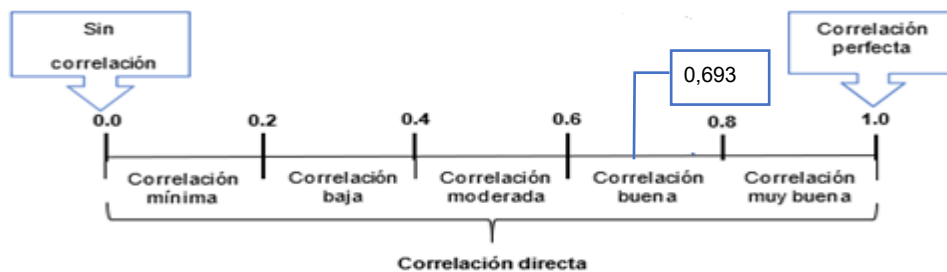 Sin
correlación
Correlación
perfecta
0,693
0.0
0.2
0.4
0.6
0.8
1.0
Correlación
mínima
Correlación
baja
Correlación
moderada
Correlación
buena
Correlación
muy buena
Correlación directa